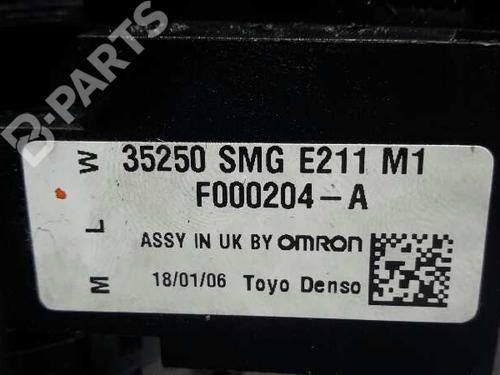 B-PARTS
35250 SMG E211 M1
F000204-A
ASSY IN UK BY OMRON
18/01/06 Toyo Denso
W
L
M